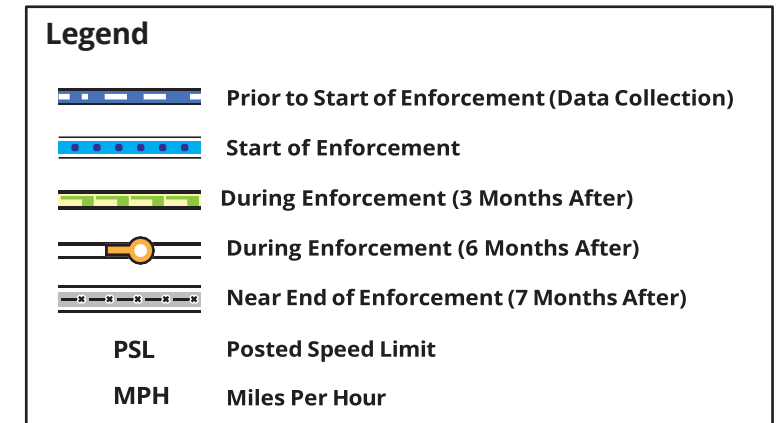 Legend
Prior to Start of Enforcement (Data Collection)
Start of Enforcement
During Enforcement (3 Months After)
During Enforcement (6 Months After)
Near End of Enforcement (7 Months After)
PSL Posted Speed Limit
MPH Miles Per Hour